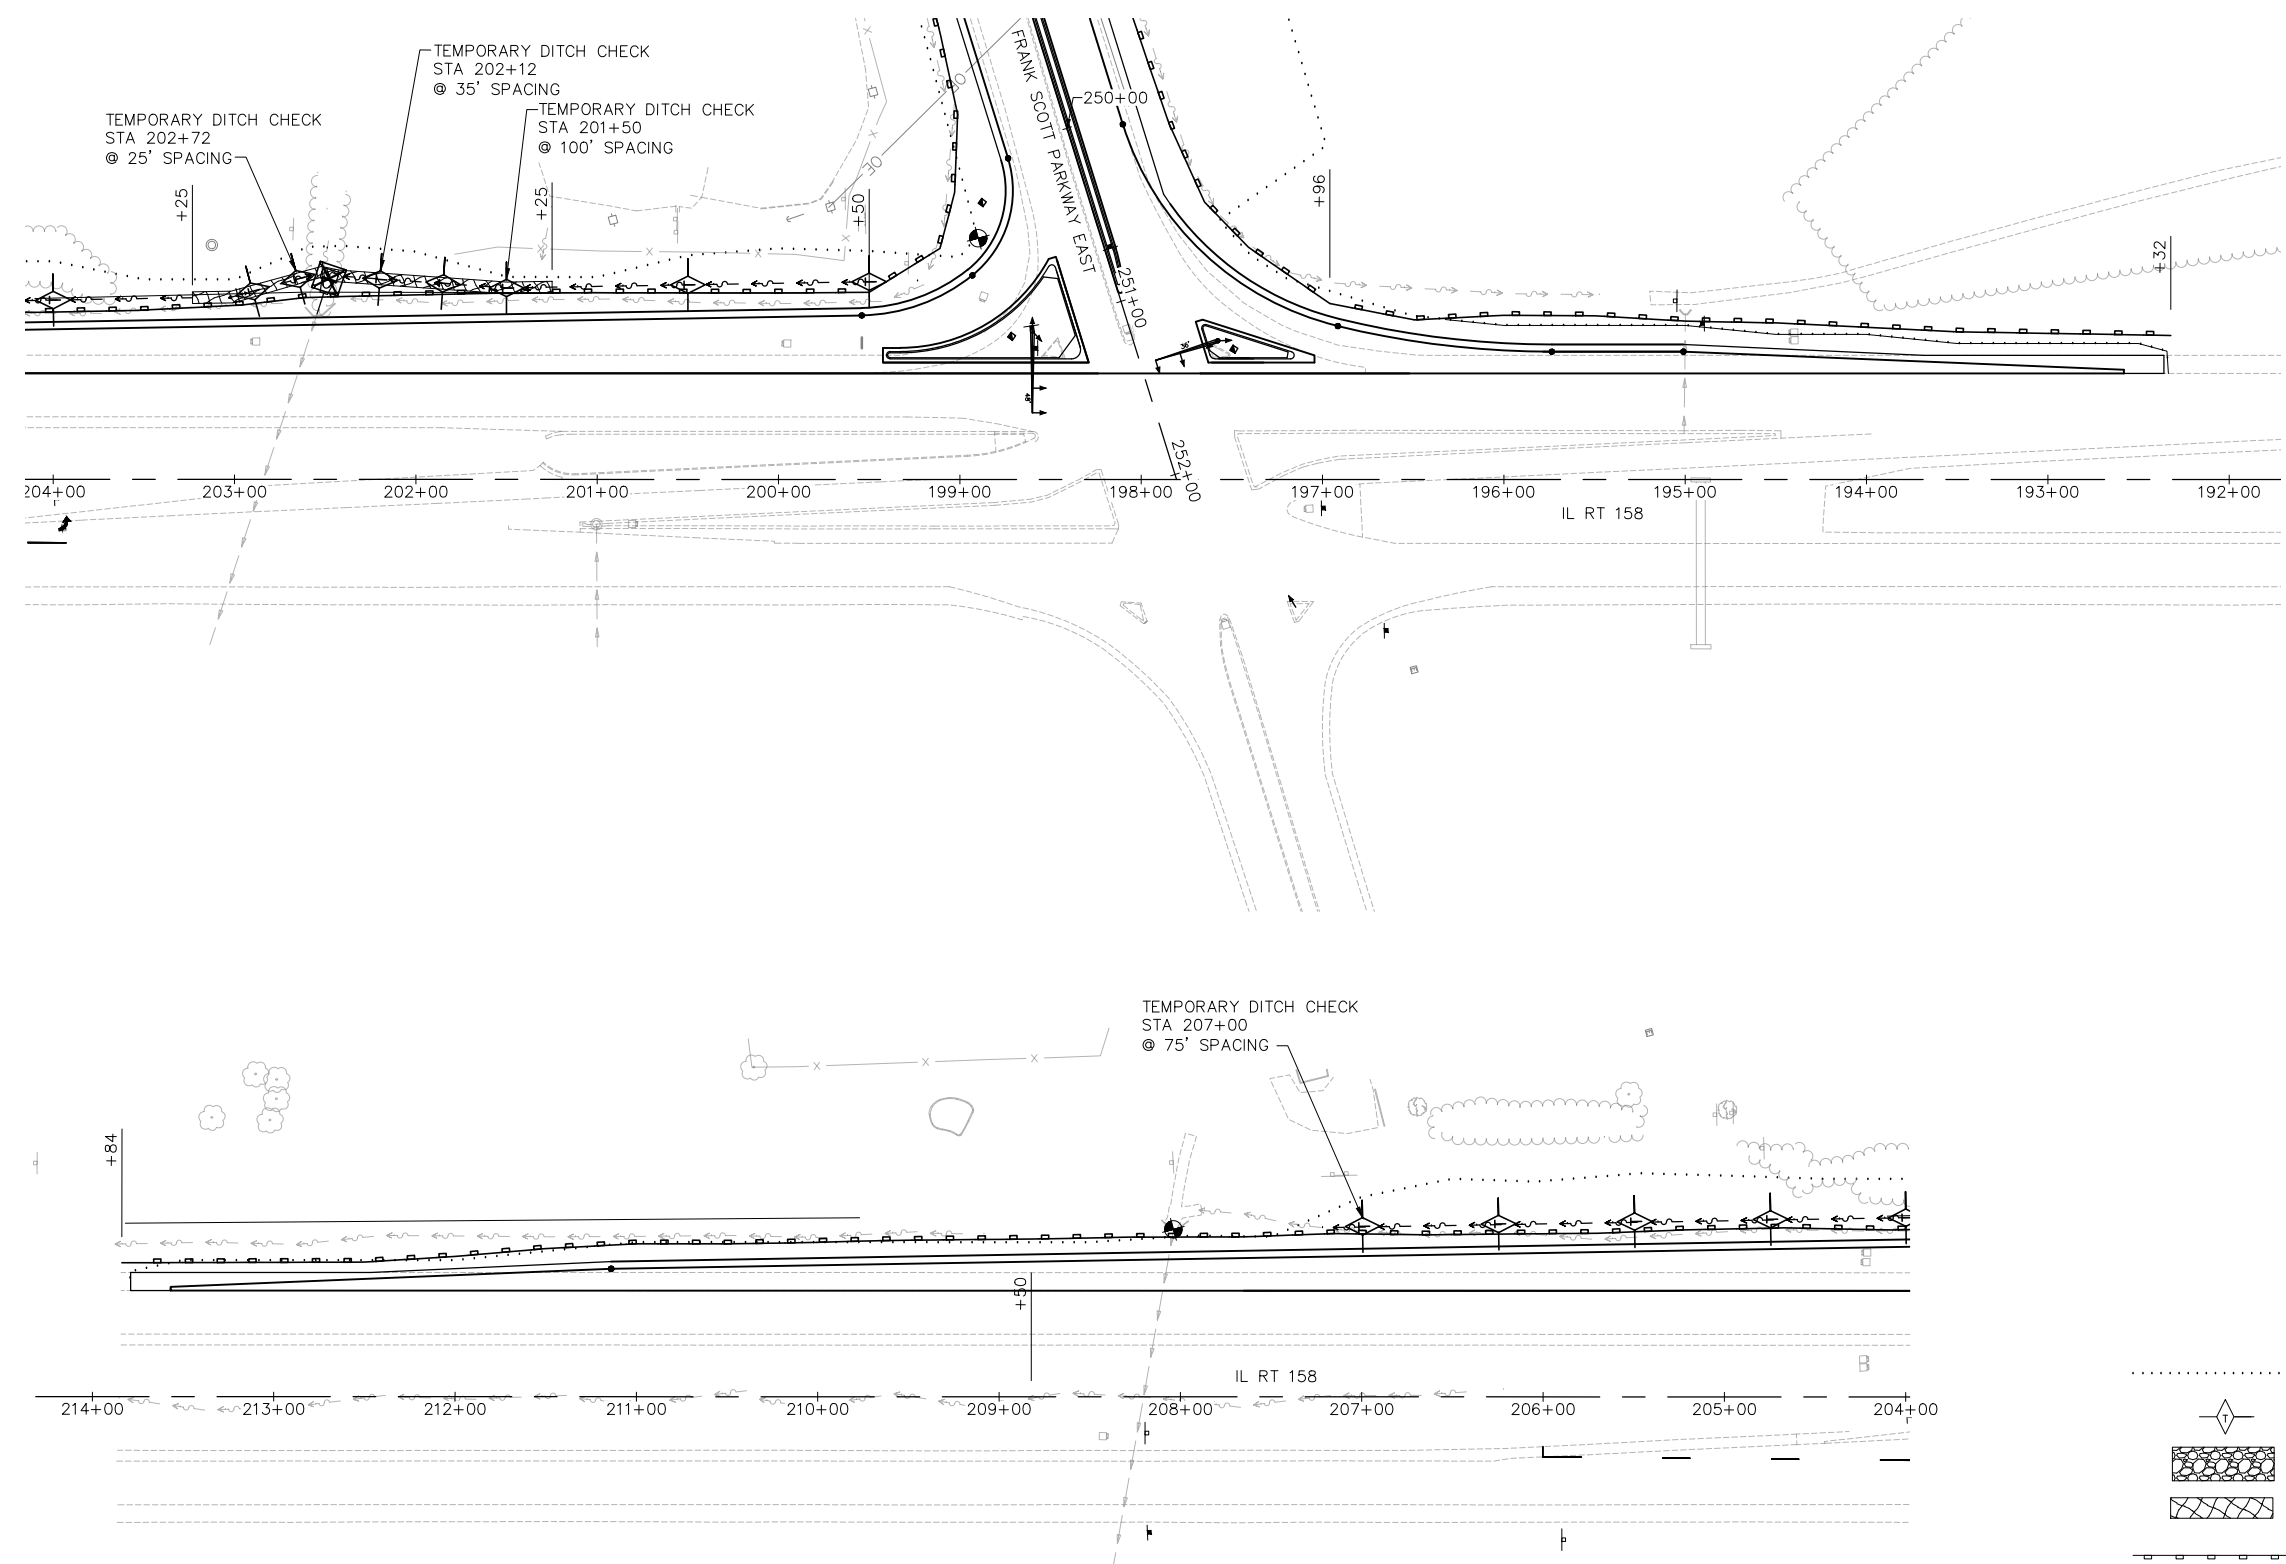 TEMPORARY DITCH CHECK
STA 202+12
@ 35' SPACING
TEMPORARY DITCH CHECK
STA 201+50
@ 100' SPACING
TEMPORARY DITCH CHECK
STA 202+72
@ 25' SPACING
+25
+25
+50
FRANK SCOTT PARKWAY EAST
250+00
251+00
252+00
+96
+32
36"
48"
204+00
203+00
202+00
201+00
200+00
199+00
198+00
197+00
196+00
195+00
194+00
193+00
192+00
IL RT 158
TEMPORARY DITCH CHECK
STA 207+00
@ 75' SPACING
+84
+50
IL RT 158
214+00
213+00
212+00
211+00
210+00
209+00
208+00
207+00
206+00
205+00
204+00
T